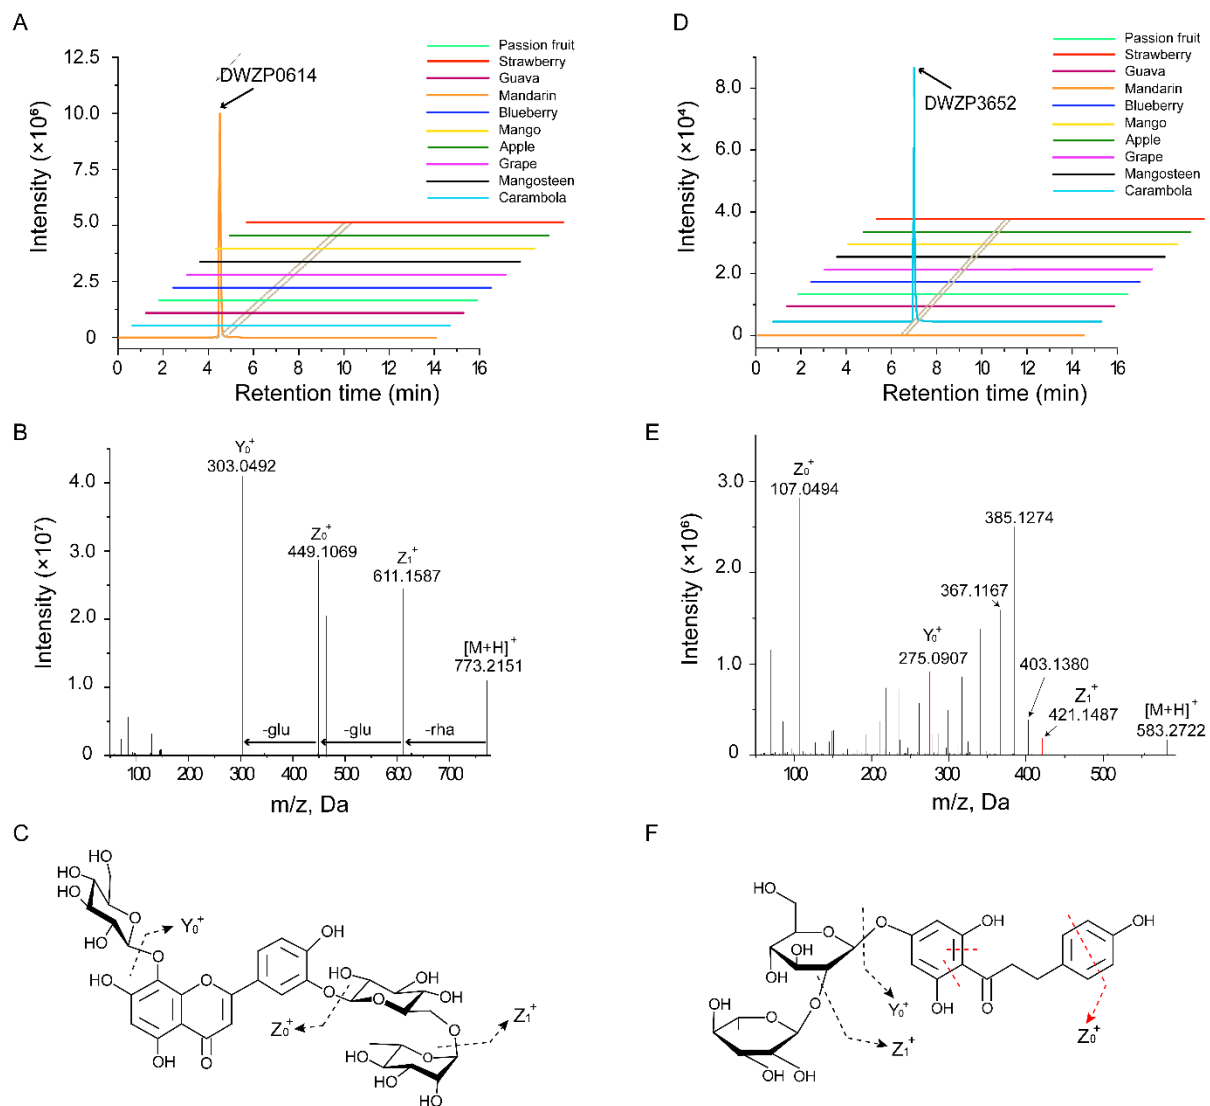 A
12.5
10.0
7.5
5.0
2.5
0
Intensity (×10⁶)
DWZP0614
Passion fruit
Strawberry
Guava
Mandarin
Blueberry
Mango
Apple
Grape
Mangosteen
Carambola
0 2 4 6 8 10 12 14 16
Retention time (min)
D
8.0
6.0
4.0
2.0
0
Intensity (×10⁴)
DWZP3652
Passion fruit
Strawberry
Guava
Mandarin
Blueberry
Mango
Apple
Grape
Mangosteen
Carambola
0 2 4 6 8 10 12 14 16
Retention time (min)
B
4.0
3.0
2.0
1.0
0
Intensity (×10⁷)
Y₀⁺
303.0492
Z₀⁺
449.1069
Z₁⁺
611.1587
[M+H]⁺
773.2151
-glu
-glu
-rha
100 200 300 400 500 600 700
m/z, Da
E
3.0
2.0
1.0
0
Intensity (×10⁶)
Z₀⁺
107.0494
385.1274
367.1167
Y₀⁺
275.0907
403.1380
Z₁⁺
421.1487
[M+H]⁺
583.2722
100 200 300 400 500
m/z, Da
C
HO
HO
HO
HO
O
O
Y₀⁺
HO
O
OH
O
OH
O
HO
OH
OH
O
O
Z₀⁺
Z₁⁺
O
HO
HO
OH
F
HO
HO
HO
OH
O
O
O
O
OH
OH
OH
OH
OH
O
OH
Y₀⁺
Z₁⁺
Z₀⁺